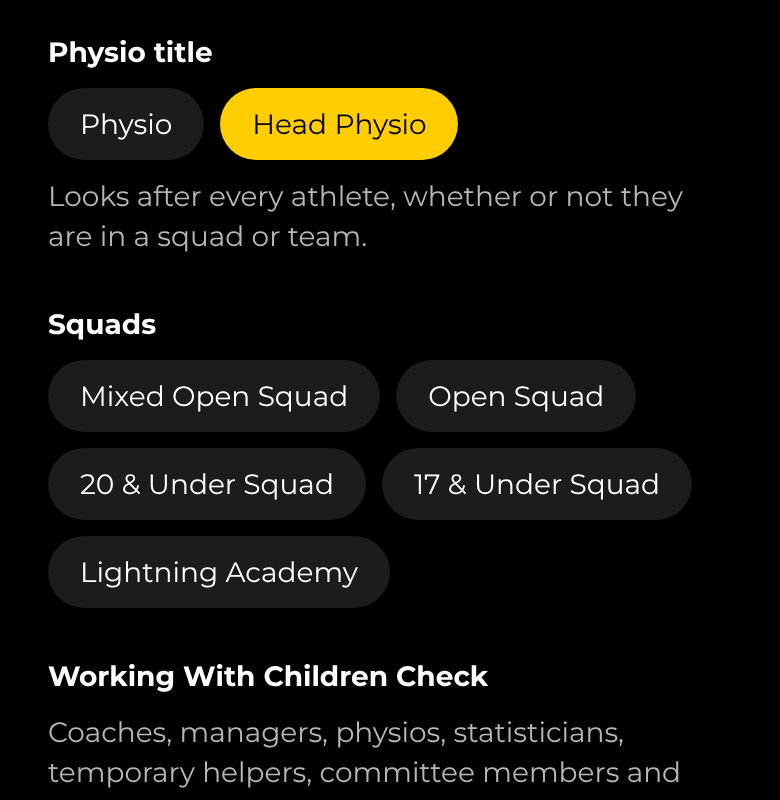 Physio title
Physio Head Physio
Looks after every athlete, whether or not they
are in a squad or team.
Squads
Mixed Open Squad Open Squad
20 & Under Squad 17 & Under Squad
Lightning Academy
Working With Children Check
Coaches, managers, physios, statisticians,
temporary helpers, committee members and